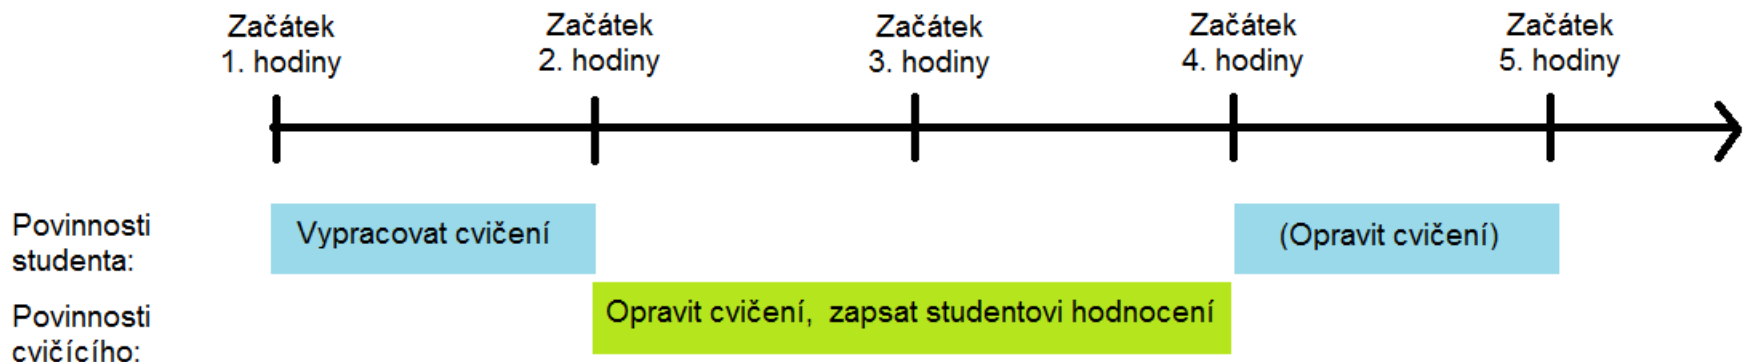 Začátek
1. hodiny
Začátek
2. hodiny
Začátek
3. hodiny
Začátek
4. hodiny
Začátek
5. hodiny
Povinnosti
studenta:
Vypracovat cvičení
(Opravit cvičení)
Povinnosti
cvičícího:
Opravit cvičení, zapsat studentovi hodnocení